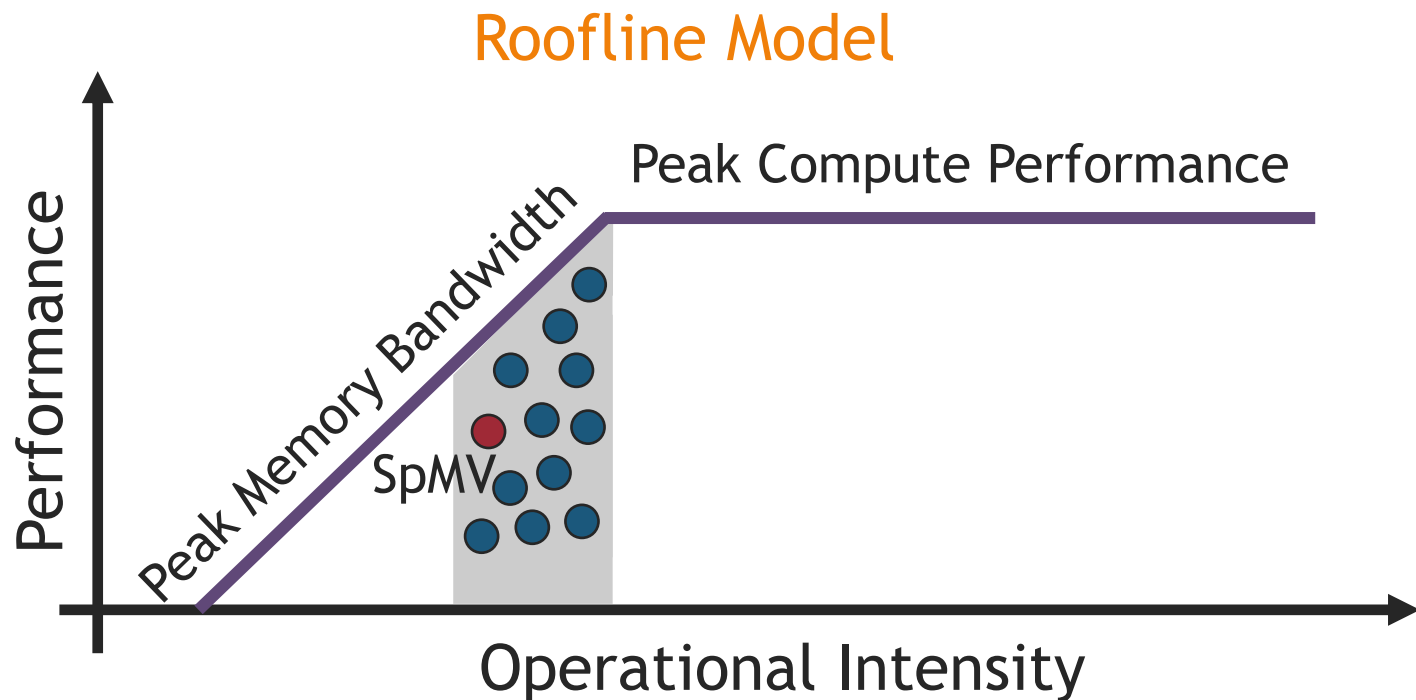 Roofline Model
Peak Compute Performance
Peak Memory Bandwidth
Performance
SpMV
Operational Intensity